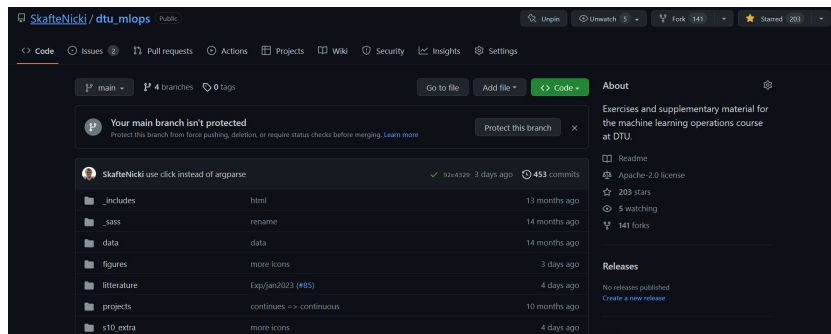 SkafteNicki / dtu_mlops Public
Unpin
Unwatch 5
Fork 141
Starred 203
<> Code
Issues 2
Pull requests
Actions
Projects
Wiki
Security
Insights
Settings
main
4 branches
0 tags
Go to file
Add file
<> Code
Your main branch isn't protected
Protect this branch from force pushing, deletion, or require status checks before merging. Learn more
Protect this branch
SkafteNicki use click instead of argparse
92c4329 3 days ago
453 commits
_includes html 13 months ago
_sass rename 14 months ago
data data 14 months ago
figures more icons 3 days ago
litterature Exp/jan2023 (#85) 4 days ago
projects continues => continuous 10 months ago
s10_extra more icons 4 days ago
About
Exercises and supplementary material for
the machine learning operations course
at DTU.
Readme
Apache-2.0 license
203 stars
5 watching
141 forks
Releases
No releases published
Create a new release